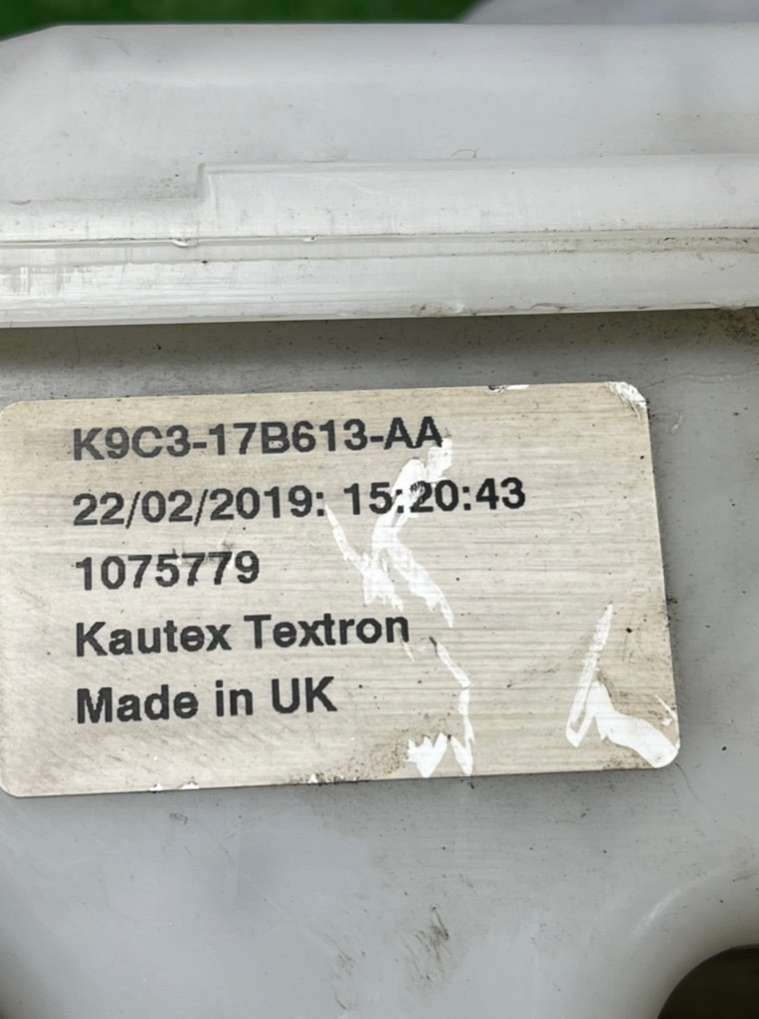 K9C3-17B613-AA
22/02/2019: 15:20:43
1075779
Kautex Textron
Made in UK